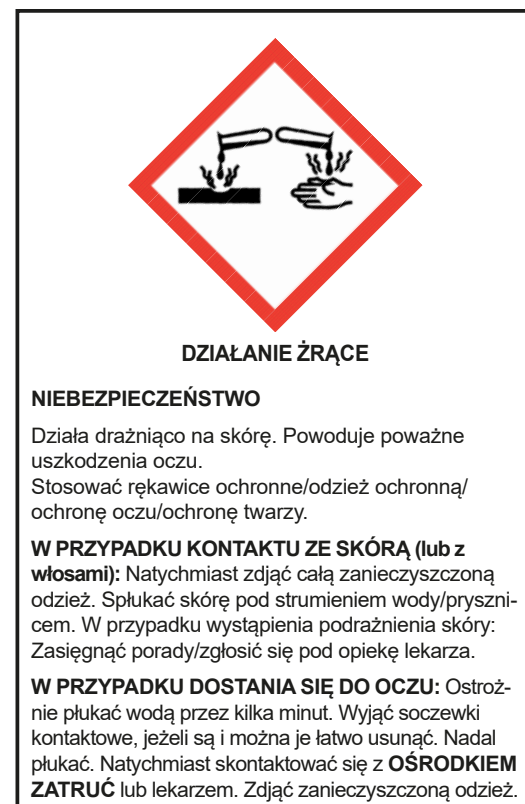 DZIAŁANIE ŻRĄCE
NIEBEZPIECZEŃSTWO
Działa drażniąco na skórę. Powoduje poważne
uszkodzenia oczu.
Stosować rękawice ochronne/odzież ochronną/
ochronę oczu/ochronę twarzy.
W PRZYPADKU KONTAKTU ZE SKÓRĄ (lub z
włosami): Natychmiast zdjąć całą zanieczyszczoną
odzież. Spłukać skórę pod strumieniem wody/pryszni-
cem. W przypadku wystąpienia podrażnienia skóry:
Zasięgnąć porady/zgłosić się pod opiekę lekarza.
W PRZYPADKU DOSTANIA SIĘ DO OCZU: Ostroż-
nie płukać wodą przez kilka minut. Wyjąć soczewki
kontaktowe, jeżeli są i można je łatwo usunąć. Nadal
płukać. Natychmiast skontaktować się z OŚRODKIEM
ZATRUĆ lub lekarzem. Zdjąć zanieczyszczoną odzież.